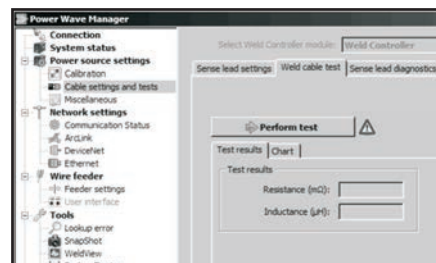 Power Wave Manager
Connection
System status
Power source settings
Calibration
Cable settings and tests
Miscellaneous
Network settings
Communication Status
ArcLink
DeviceNet
Ethernet
Wire feeder
Feeder settings
User interface
Tools
Lookup error
SnapShot
WeldView
Select Weld Controller module: Weld Controller
Sense lead settings Weld cable test Sense lead diagnostics
Perform test
Test results Chart
Test results
Resistance (mΩ):
Inductance (µH):